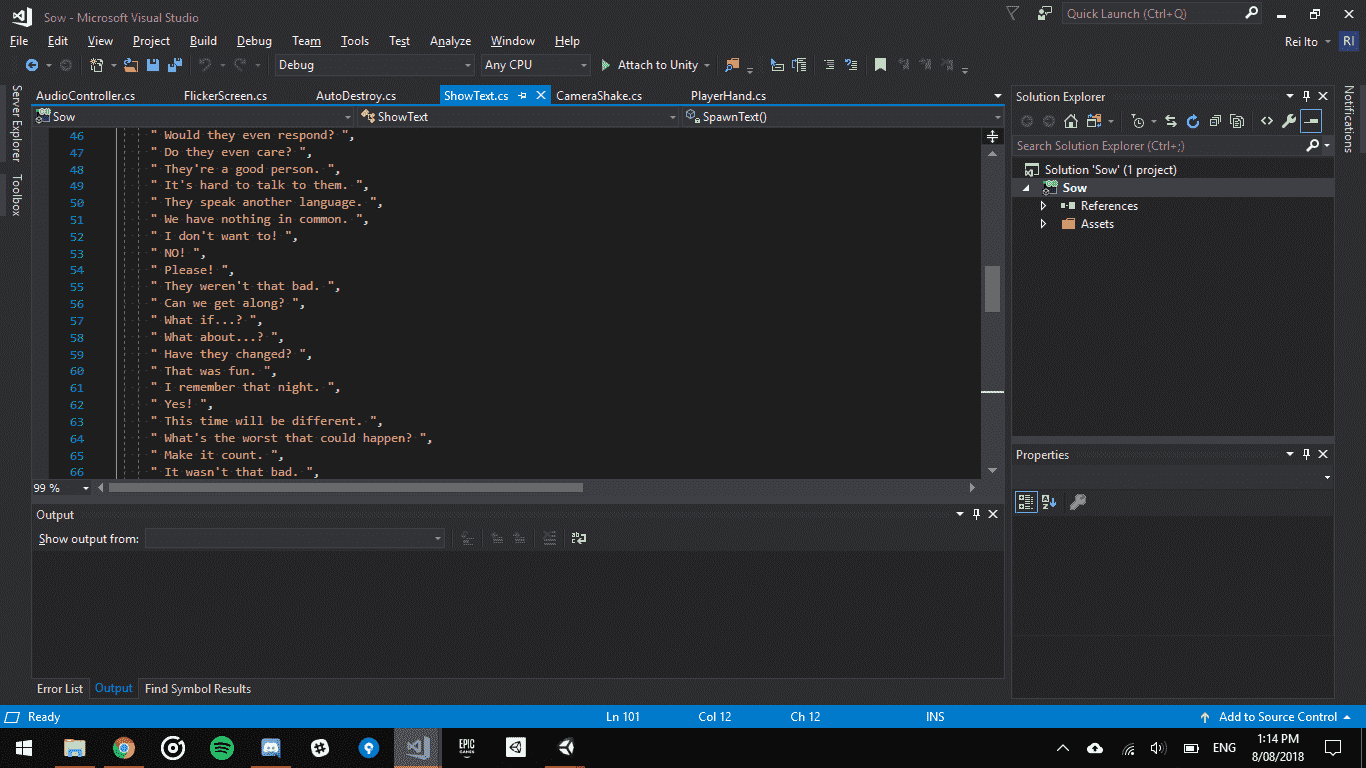 Sow - Microsoft Visual Studio
Quick Launch (Ctrl+Q)
File Edit View Project Build Debug Team Tools Test Analyze Window Help
Rei Ito RI
Debug Any CPU Attach to Unity
Server Explorer
Toolbox
AudioController.cs FlickerScreen.cs AutoDestroy.cs ShowText.cs CameraShake.cs PlayerHand.cs
Sow ShowText SpawnText()
46 " Would they even respond? ",
47 " Do they even care? ",
48 " They're a good person. ",
49 " It's hard to talk to them. ",
50 " They speak another language. ",
51 " We have nothing in common. ",
52 " I don't want to! ",
53 " NO! ",
54 " Please! ",
55 " They weren't that bad. ",
56 " Can we get along? ",
57 " What if...? ",
58 " What about...? ",
59 " Have they changed? ",
60 " That was fun. ",
61 " I remember that night. ",
62 " Yes! ",
63 " This time will be different. ",
64 " What's the worst that could happen? ",
65 " Make it count. ",
66 " It wasn't that bad. ",
99 %
Output
Show output from:
Error List Output Find Symbol Results
Solution Explorer
Search Solution Explorer (Ctrl+;)
Solution 'Sow' (1 project)
Sow
References
Assets
Properties
Notifications
Ready Ln 101 Col 12 Ch 12 INS Add to Source Control
EPIC
GAMES
ENG
1:14 PM
8/08/2018